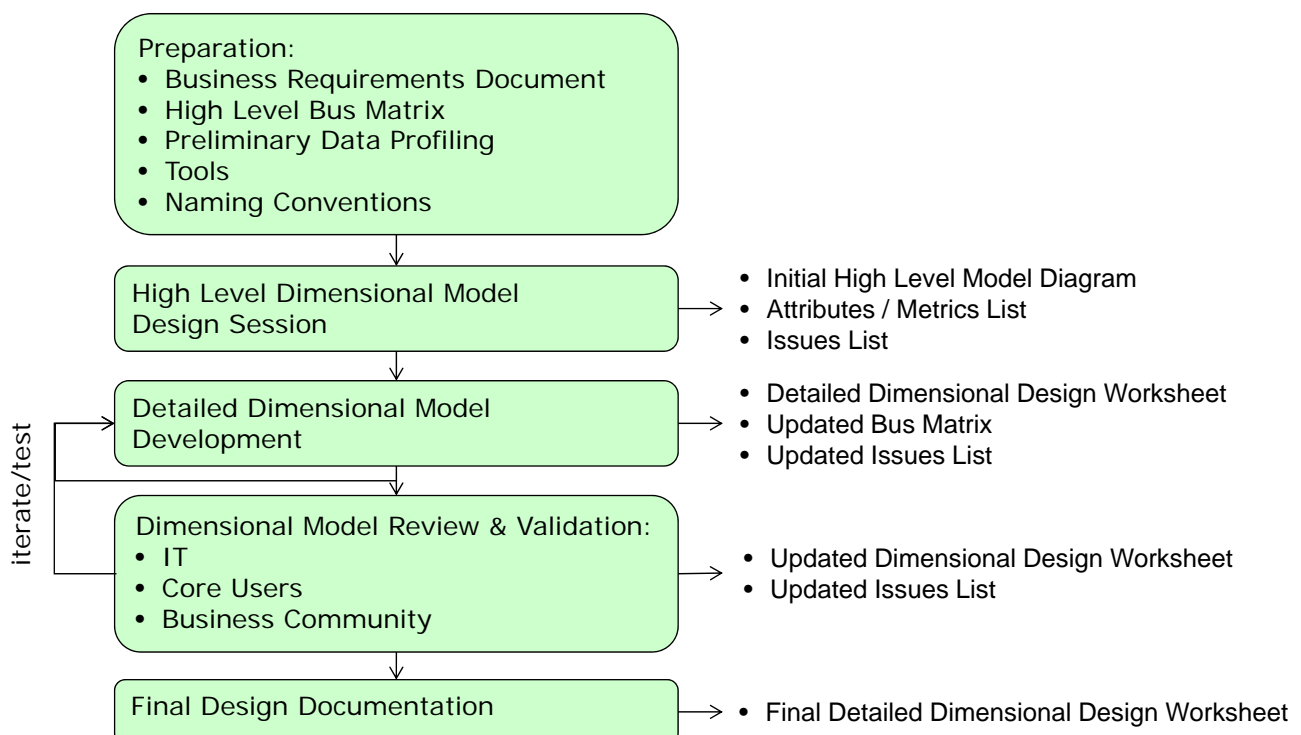 Preparation:
• Business Requirements Document
• High Level Bus Matrix
• Preliminary Data Profiling
• Tools
• Naming Conventions
High Level Dimensional Model
Design Session
• Initial High Level Model Diagram
• Attributes / Metrics List
• Issues List
Detailed Dimensional Model
Development
• Detailed Dimensional Design Worksheet
• Updated Bus Matrix
• Updated Issues List
iterate/test
Dimensional Model Review & Validation:
• IT
• Core Users
• Business Community
• Updated Dimensional Design Worksheet
• Updated Issues List
Final Design Documentation
• Final Detailed Dimensional Design Worksheet